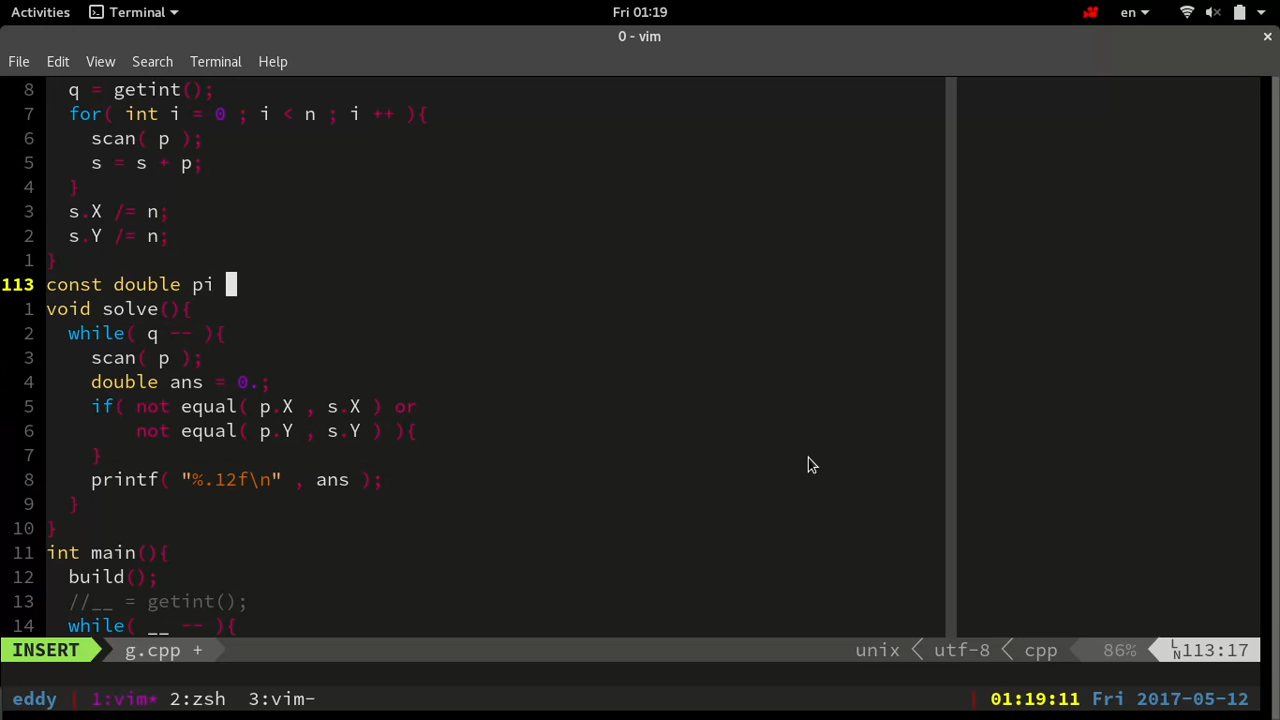 Activities Terminal Fri 01:19 en
0 - vim ×
File Edit View Search Terminal Help
8 q = getint();
7 for( int i = 0 ; i < n ; i ++ ){
6 scan( p );
5 s = s + p;
4 }
3 s.X /= n;
2 s.Y /= n;
1 }
113 const double pi
1 void solve(){
2 while( q -- ){
3 scan( p );
4 double ans = 0.;
5 if( not equal( p.X , s.X ) or
6 not equal( p.Y , s.Y ) ){
7 }
8 printf( "%.12f\n" , ans );
9 }
10 }
11 int main(){
12 build();
13 //__ = getint();
14 while( __ -- ){
INSERT g.cpp + unix < utf-8 < cpp 86% LN 113:17
eddy | 1:vim* 2:zsh 3:vim- | 01:19:11 Fri 2017-05-12